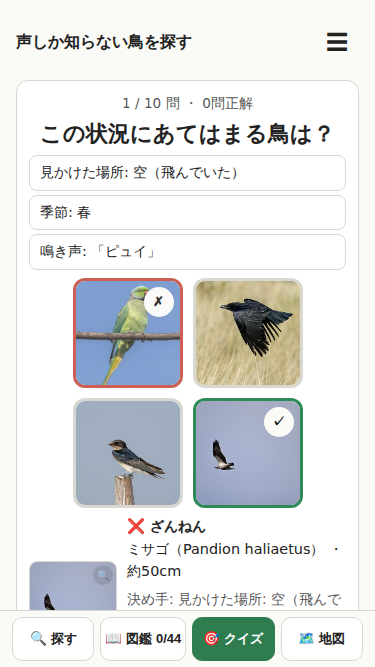 声しか知らない鳥を探す
1 / 10 問 ・ 0問正解
この状況にあてはまる鳥は？
見かけた場所: 空（飛んでいた）
季節: 春
鳴き声: 「ピュイ」
✗
✓
❌ ざんねん
ミサゴ（Pandion haliaetus） ・
約50cm
決め手: 見かけた場所: 空（飛んで
🔍 探す
📖 図鑑 0/44
🎯 クイズ
🗺️ 地図